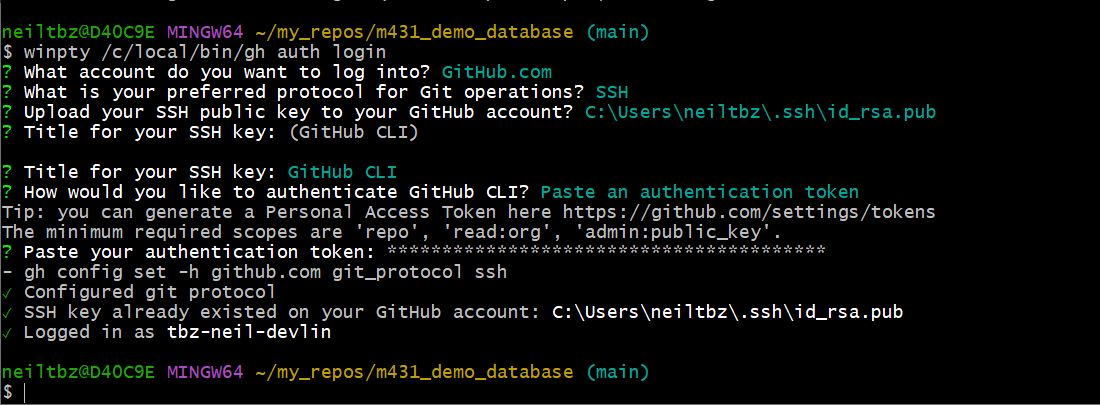 neiltbz@D40C9E MINGW64 ~/my_repos/m431_demo_database (main)
$ winpty /c/local/bin/gh auth login
? What account do you want to log into? GitHub.com
? What is your preferred protocol for Git operations? SSH
? Upload your SSH public key to your GitHub account? C:\Users\neiltbz\.ssh\id_rsa.pub
? Title for your SSH key: (GitHub CLI)
? Title for your SSH key: GitHub CLI
? How would you like to authenticate GitHub CLI? Paste an authentication token
Tip: you can generate a Personal Access Token here https://github.com/settings/tokens
The minimum required scopes are 'repo', 'read:org', 'admin:public_key'.
? Paste your authentication token: ****************************************
- gh config set -h github.com git_protocol ssh
✓ Configured git protocol
✓ SSH key already existed on your GitHub account: C:\Users\neiltbz\.ssh\id_rsa.pub
✓ Logged in as tbz-neil-devlin
neiltbz@D40C9E MINGW64 ~/my_repos/m431_demo_database (main)
$